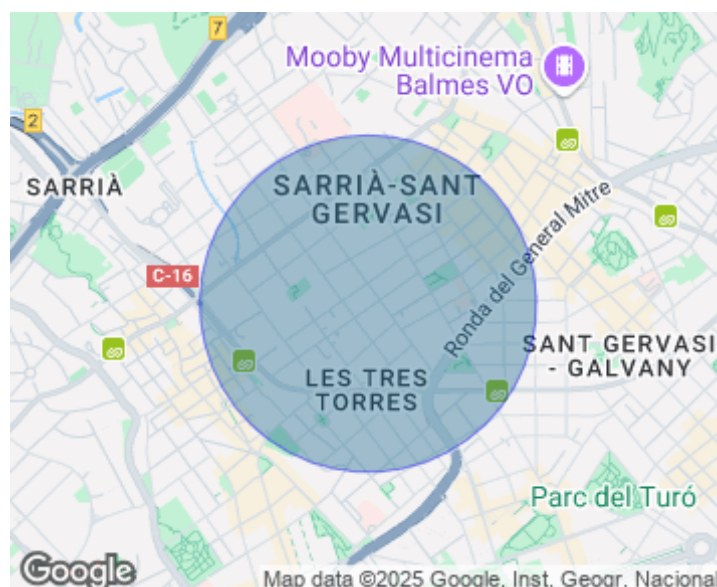 7
Mooby Multicinema
Balmes VO
2
SARRIÀ
SARRIÀ-SANT
GERVASI
C-16
Ronda del General Mitre
SANT GERVASI
- GALVANY
LES TRES
TORRES
Parc del Turó
Google
Map data ©2025 Google, Inst. Geogr. Nacional